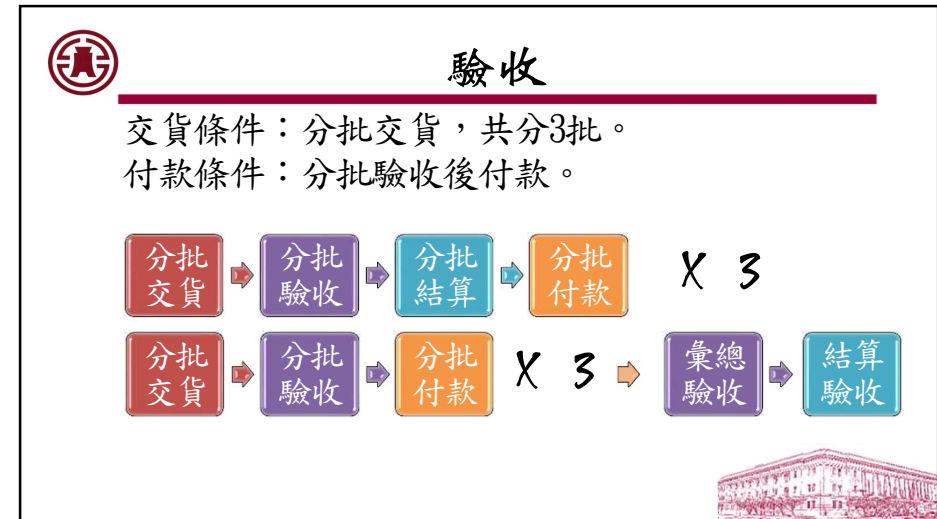 驗收
交貨條件：分批交貨，共分3批。
付款條件：分批驗收後付款。
分批 分批 分批 分批
交貨 驗收 結算 付款 X 3
分批 分批 分批 彙總 結算
交貨 驗收 付款 X 3 驗收 驗收